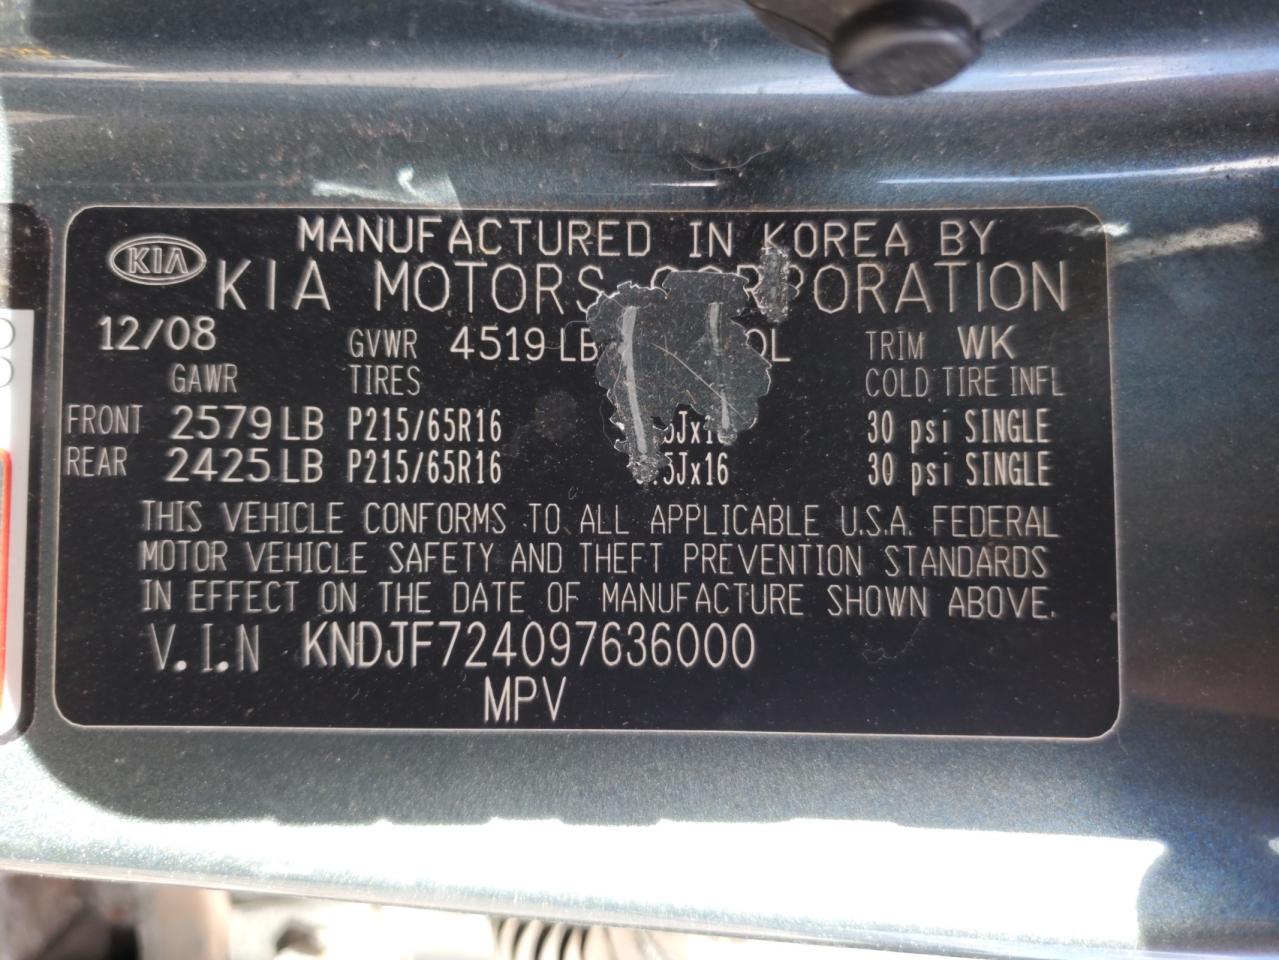 MANUFACTURED IN KOREA BY
KIA
KIA MOTORS CORPORATION
12/08 GVWR 4519 LB TRIM WK
GAWR TIRES COLD TIRE INFL
FRONT 2579 LB P215/65R16 30 psi SINGLE
REAR 2425 LB P215/65R16 5Jx16 30 psi SINGLE
THIS VEHICLE CONFORMS TO ALL APPLICABLE U.S.A. FEDERAL
MOTOR VEHICLE SAFETY AND THEFT PREVENTION STANDARDS
IN EFFECT ON THE DATE OF MANUFACTURE SHOWN ABOVE.
V.I.N KNDJF724097636000
MPV